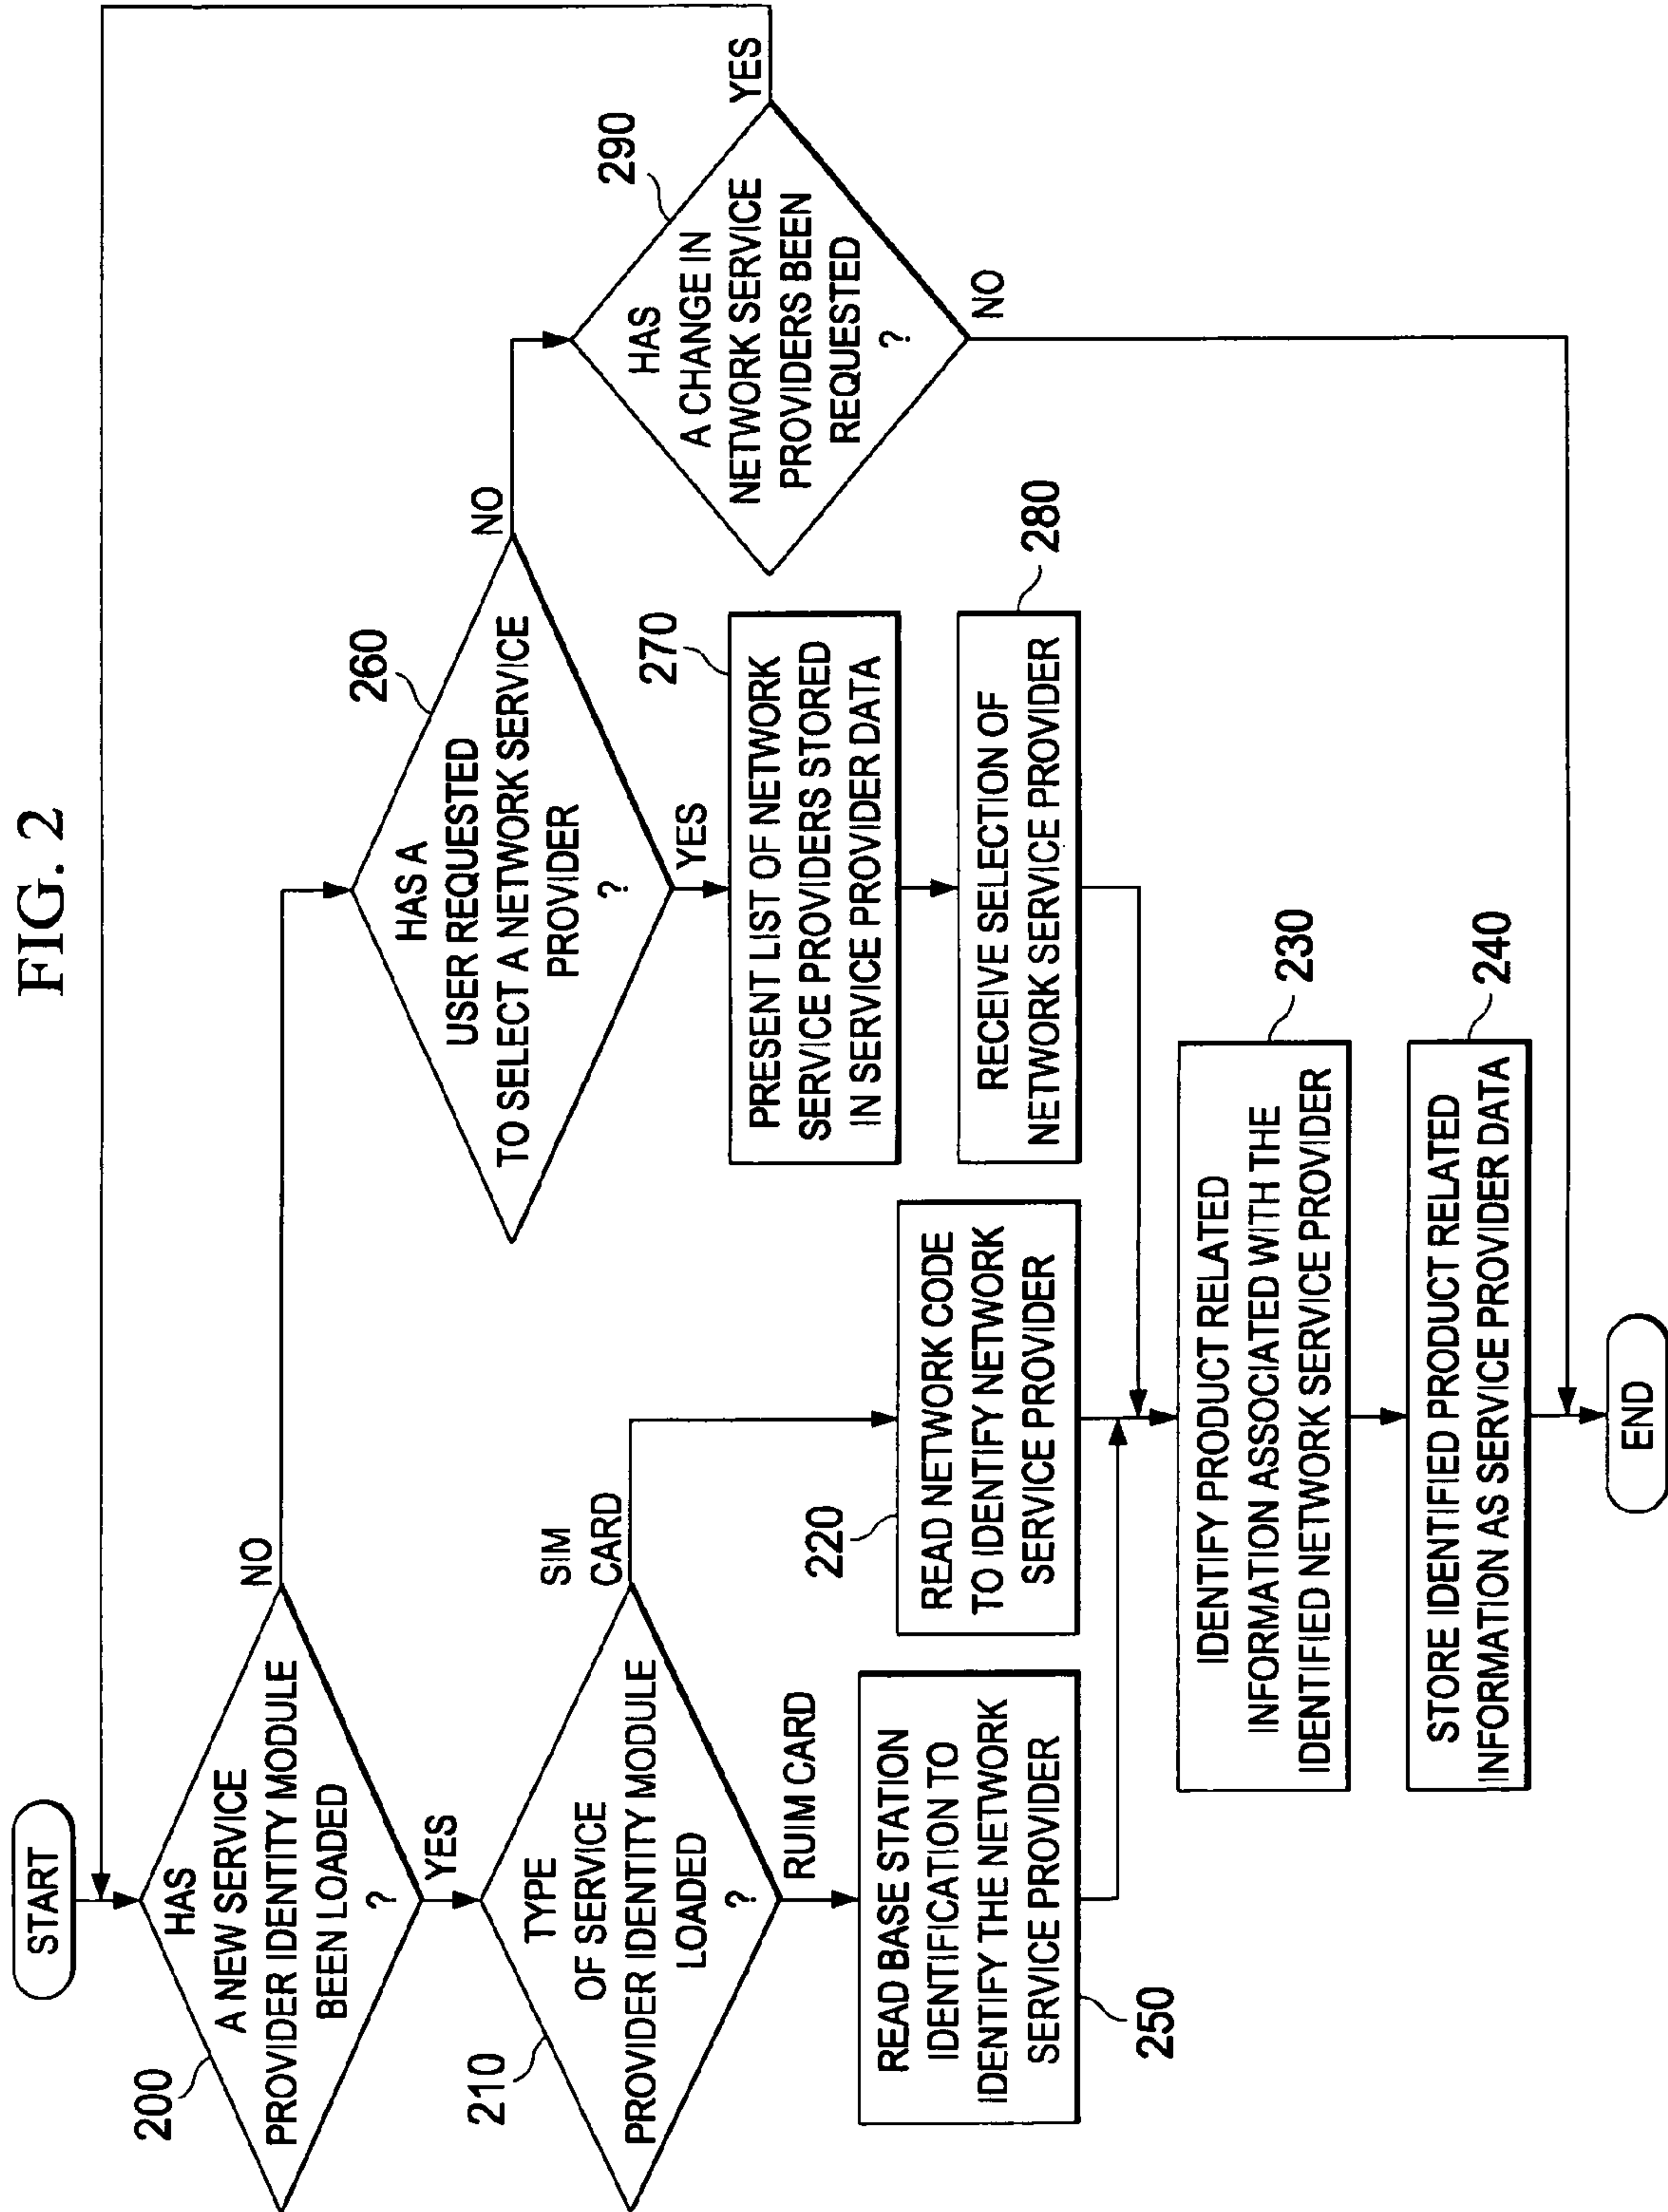 FIG. 2
START
HAS
A NEW SERVICE
PROVIDER IDENTITY MODULE
BEEN LOADED
?
200
NO
YES
TYPE
OF SERVICE
PROVIDER IDENTITY MODULE
LOADED
?
210
SIM
CARD
RUIM CARD
READ BASE STATION
IDENTIFICATION TO
IDENTIFY THE NETWORK
SERVICE PROVIDER
250
220
READ NETWORK CODE
TO IDENTIFY NETWORK
SERVICE PROVIDER
HAS A
USER REQUESTED
TO SELECT A NETWORK SERVICE
PROVIDER
?
260
NO
YES
PRESENT LIST OF NETWORK
SERVICE PROVIDERS STORED
IN SERVICE PROVIDER DATA
270
RECEIVE SELECTION OF
NETWORK SERVICE PROVIDER
280
HAS
A CHANGE IN
NETWORK SERVICE
PROVIDERS BEEN
REQUESTED
?
290
YES
NO
IDENTIFY PRODUCT RELATED
INFORMATION ASSOCIATED WITH THE
IDENTIFIED NETWORK SERVICE PROVIDER
230
STORE IDENTIFIED PRODUCT RELATED
INFORMATION AS SERVICE PROVIDER DATA
240
END